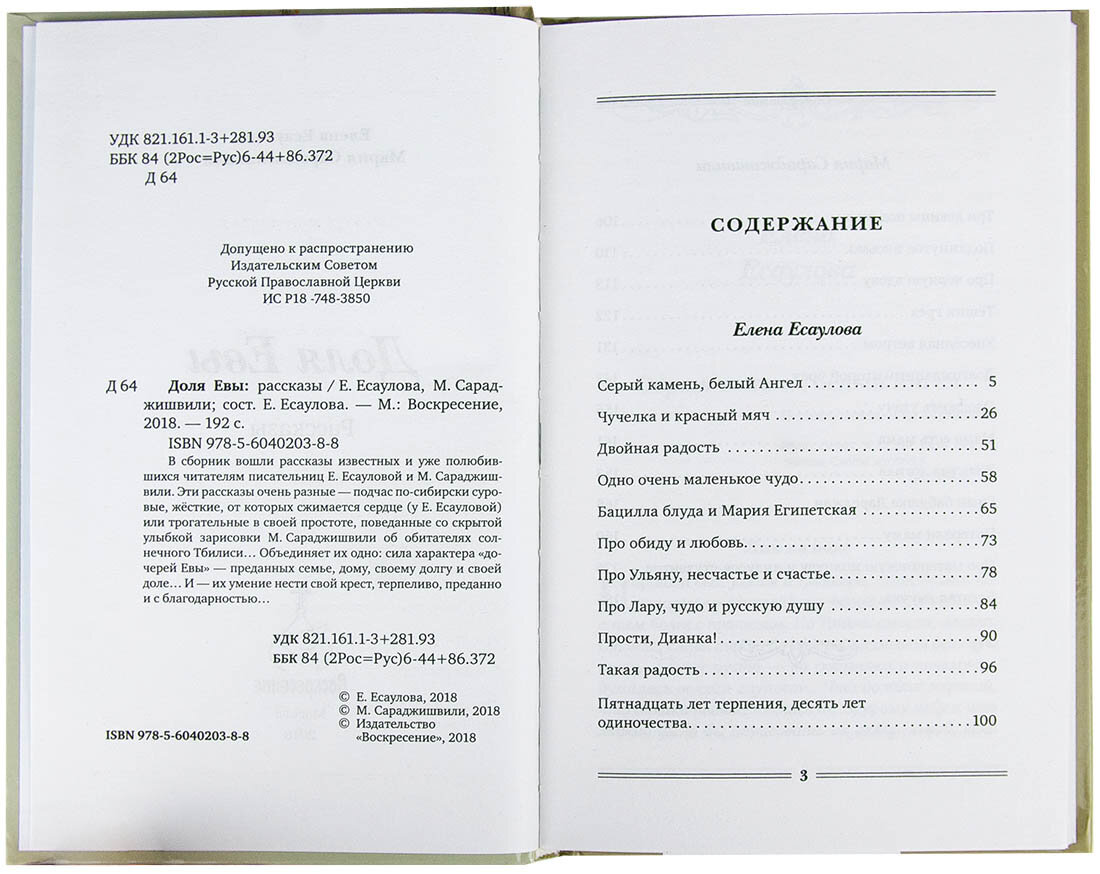 УДК 821.161.1-3+281.93
ББК 84 (2Рос=Рус)6-44+86.372
Д 64
Допущено к распространению
Издательским Советом
Русской Православной Церкви
ИС Р18 -748-3850
Д 64 Доля Евы: рассказы / Е. Есаулова, М. Сарад-
жишвили; сост. Е. Есаулова. — М.: Воскресение,
2018. — 192 с.
ISBN 978-5-6040203-8-8
В сборник вошли рассказы известных и уже полюбив-
шихся читателям писательниц Е. Есауловой и М. Сараджиш-
вили. Эти рассказы очень разные — подчас по-сибирски суро-
вые, жёсткие, от которых сжимается сердце (у Е. Есауловой)
или трогательные в своей простоте, поведанные со скрытой
улыбкой зарисовки М. Сараджишвили об обитателях сол-
нечного Тбилиси... Объединяет их одно: сила характера «до-
черей Евы» — преданных семье, дому, своему долгу и своей
доле... И — их умение нести свой крест, терпеливо, преданно
и с благодарностью...
УДК 821.161.1-3+281.93
ББК 84 (2Рос=Рус)6-44+86.372
© Е. Есаулова, 2018
© М. Сараджишвили, 2018
© Издательство
«Воскресение», 2018
ISBN 978-5-6040203-8-8
СОДЕРЖАНИЕ
Елена Есаулова
Серый камень, белый Ангел 5
Чучелка и красный мяч 26
Двойная радость 51
Одно очень маленькое чудо 58
Бацилла блуда и Мария Египетская 65
Про обиду и любовь 73
Про Ульяну, несчастье и счастье 78
Про Лару, чудо и русскую душу 84
Прости, Дианка! 90
Такая радость 96
Пятнадцать лет терпения, десять лет
одиночества 100
3